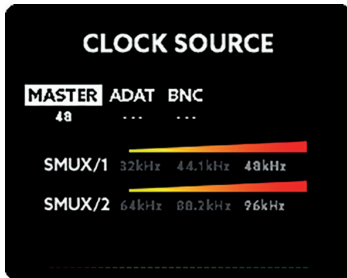 CLOCK SOURCE
MASTER ADAT BNC
48 --- ---
SMUX/1 32kHz 44.1kHz 48kHz
SMUX/2 64kHz 88.2kHz 96kHz